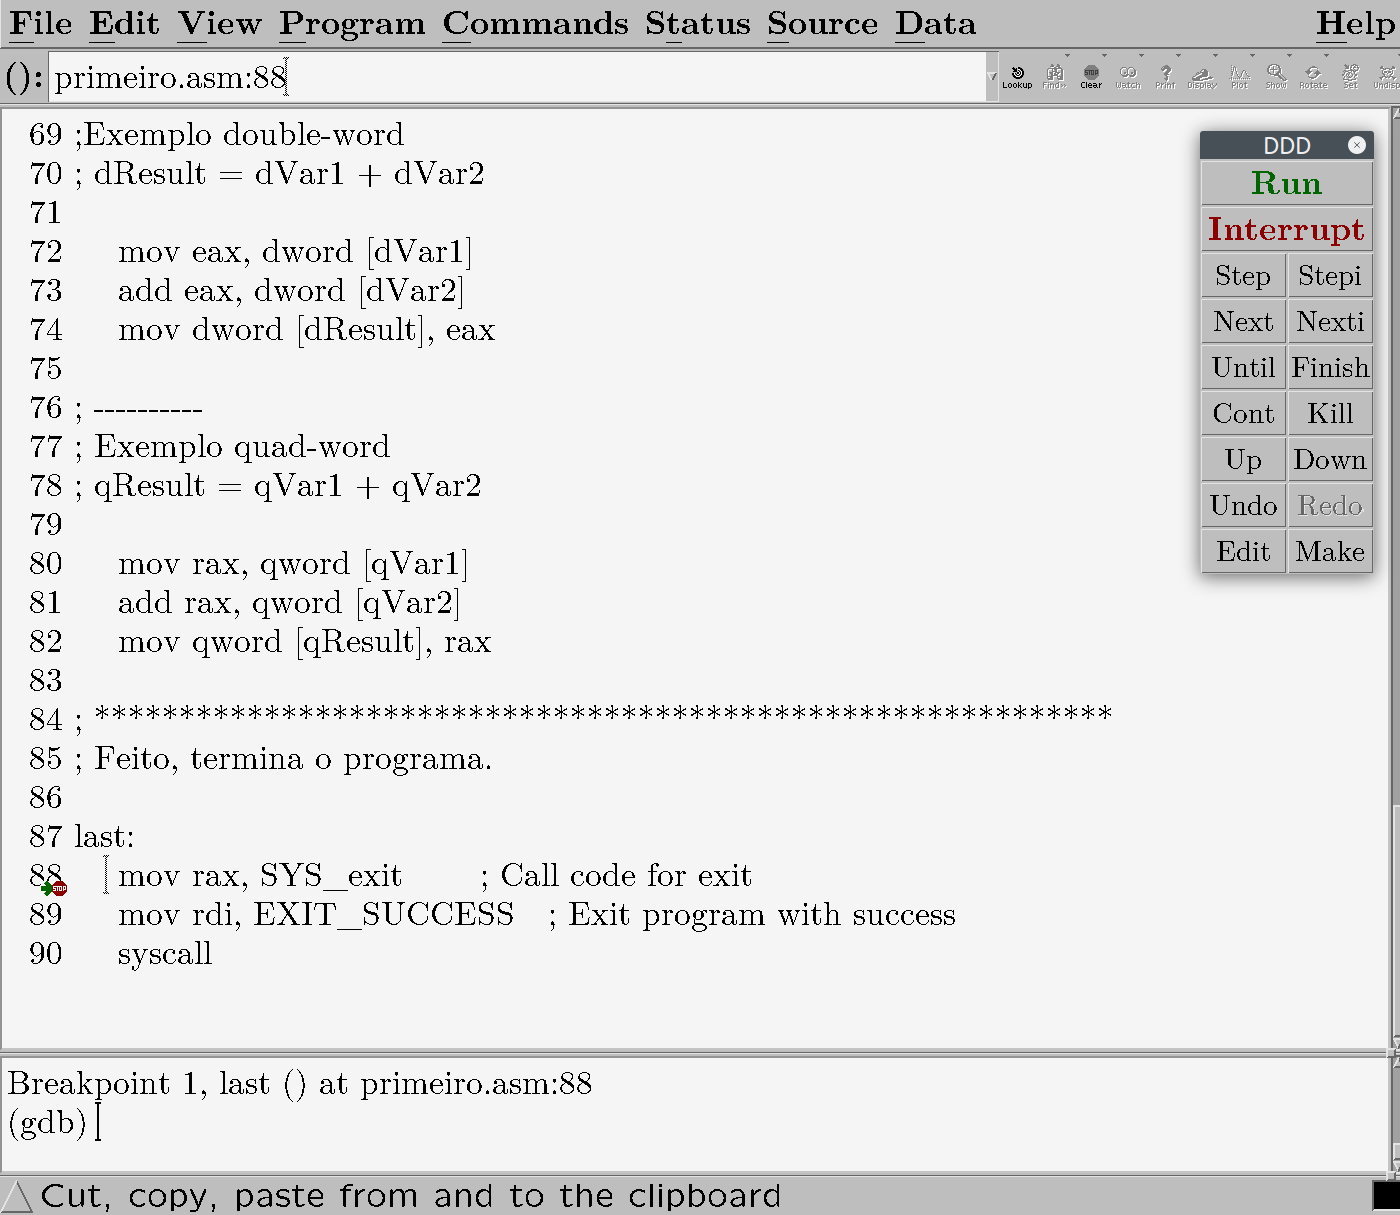 File Edit View Program Commands Status Source Data Help
(): primeiro.asm:88
Lookup Find» Clear Watch Print Display Plot Show Rotate Set Undisp
69 ;Exemplo double-word
70 ; dResult = dVar1 + dVar2
71
72 mov eax, dword [dVar1]
73 add eax, dword [dVar2]
74 mov dword [dResult], eax
75
76 ; ----------
77 ; Exemplo quad-word
78 ; qResult = qVar1 + qVar2
79
80 mov rax, qword [qVar1]
81 add rax, qword [qVar2]
82 mov qword [qResult], rax
83
84 ; ************************************************************
85 ; Feito, termina o programa.
86
87 last:
88 mov rax, SYS_exit ; Call code for exit
STOP
89 mov rdi, EXIT_SUCCESS ; Exit program with success
90 syscall
DDD
Run
Interrupt
Step Stepi
Next Nexti
Until Finish
Cont Kill
Up Down
Undo Redo
Edit Make
Breakpoint 1, last () at primeiro.asm:88
(gdb)
Cut, copy, paste from and to the clipboard